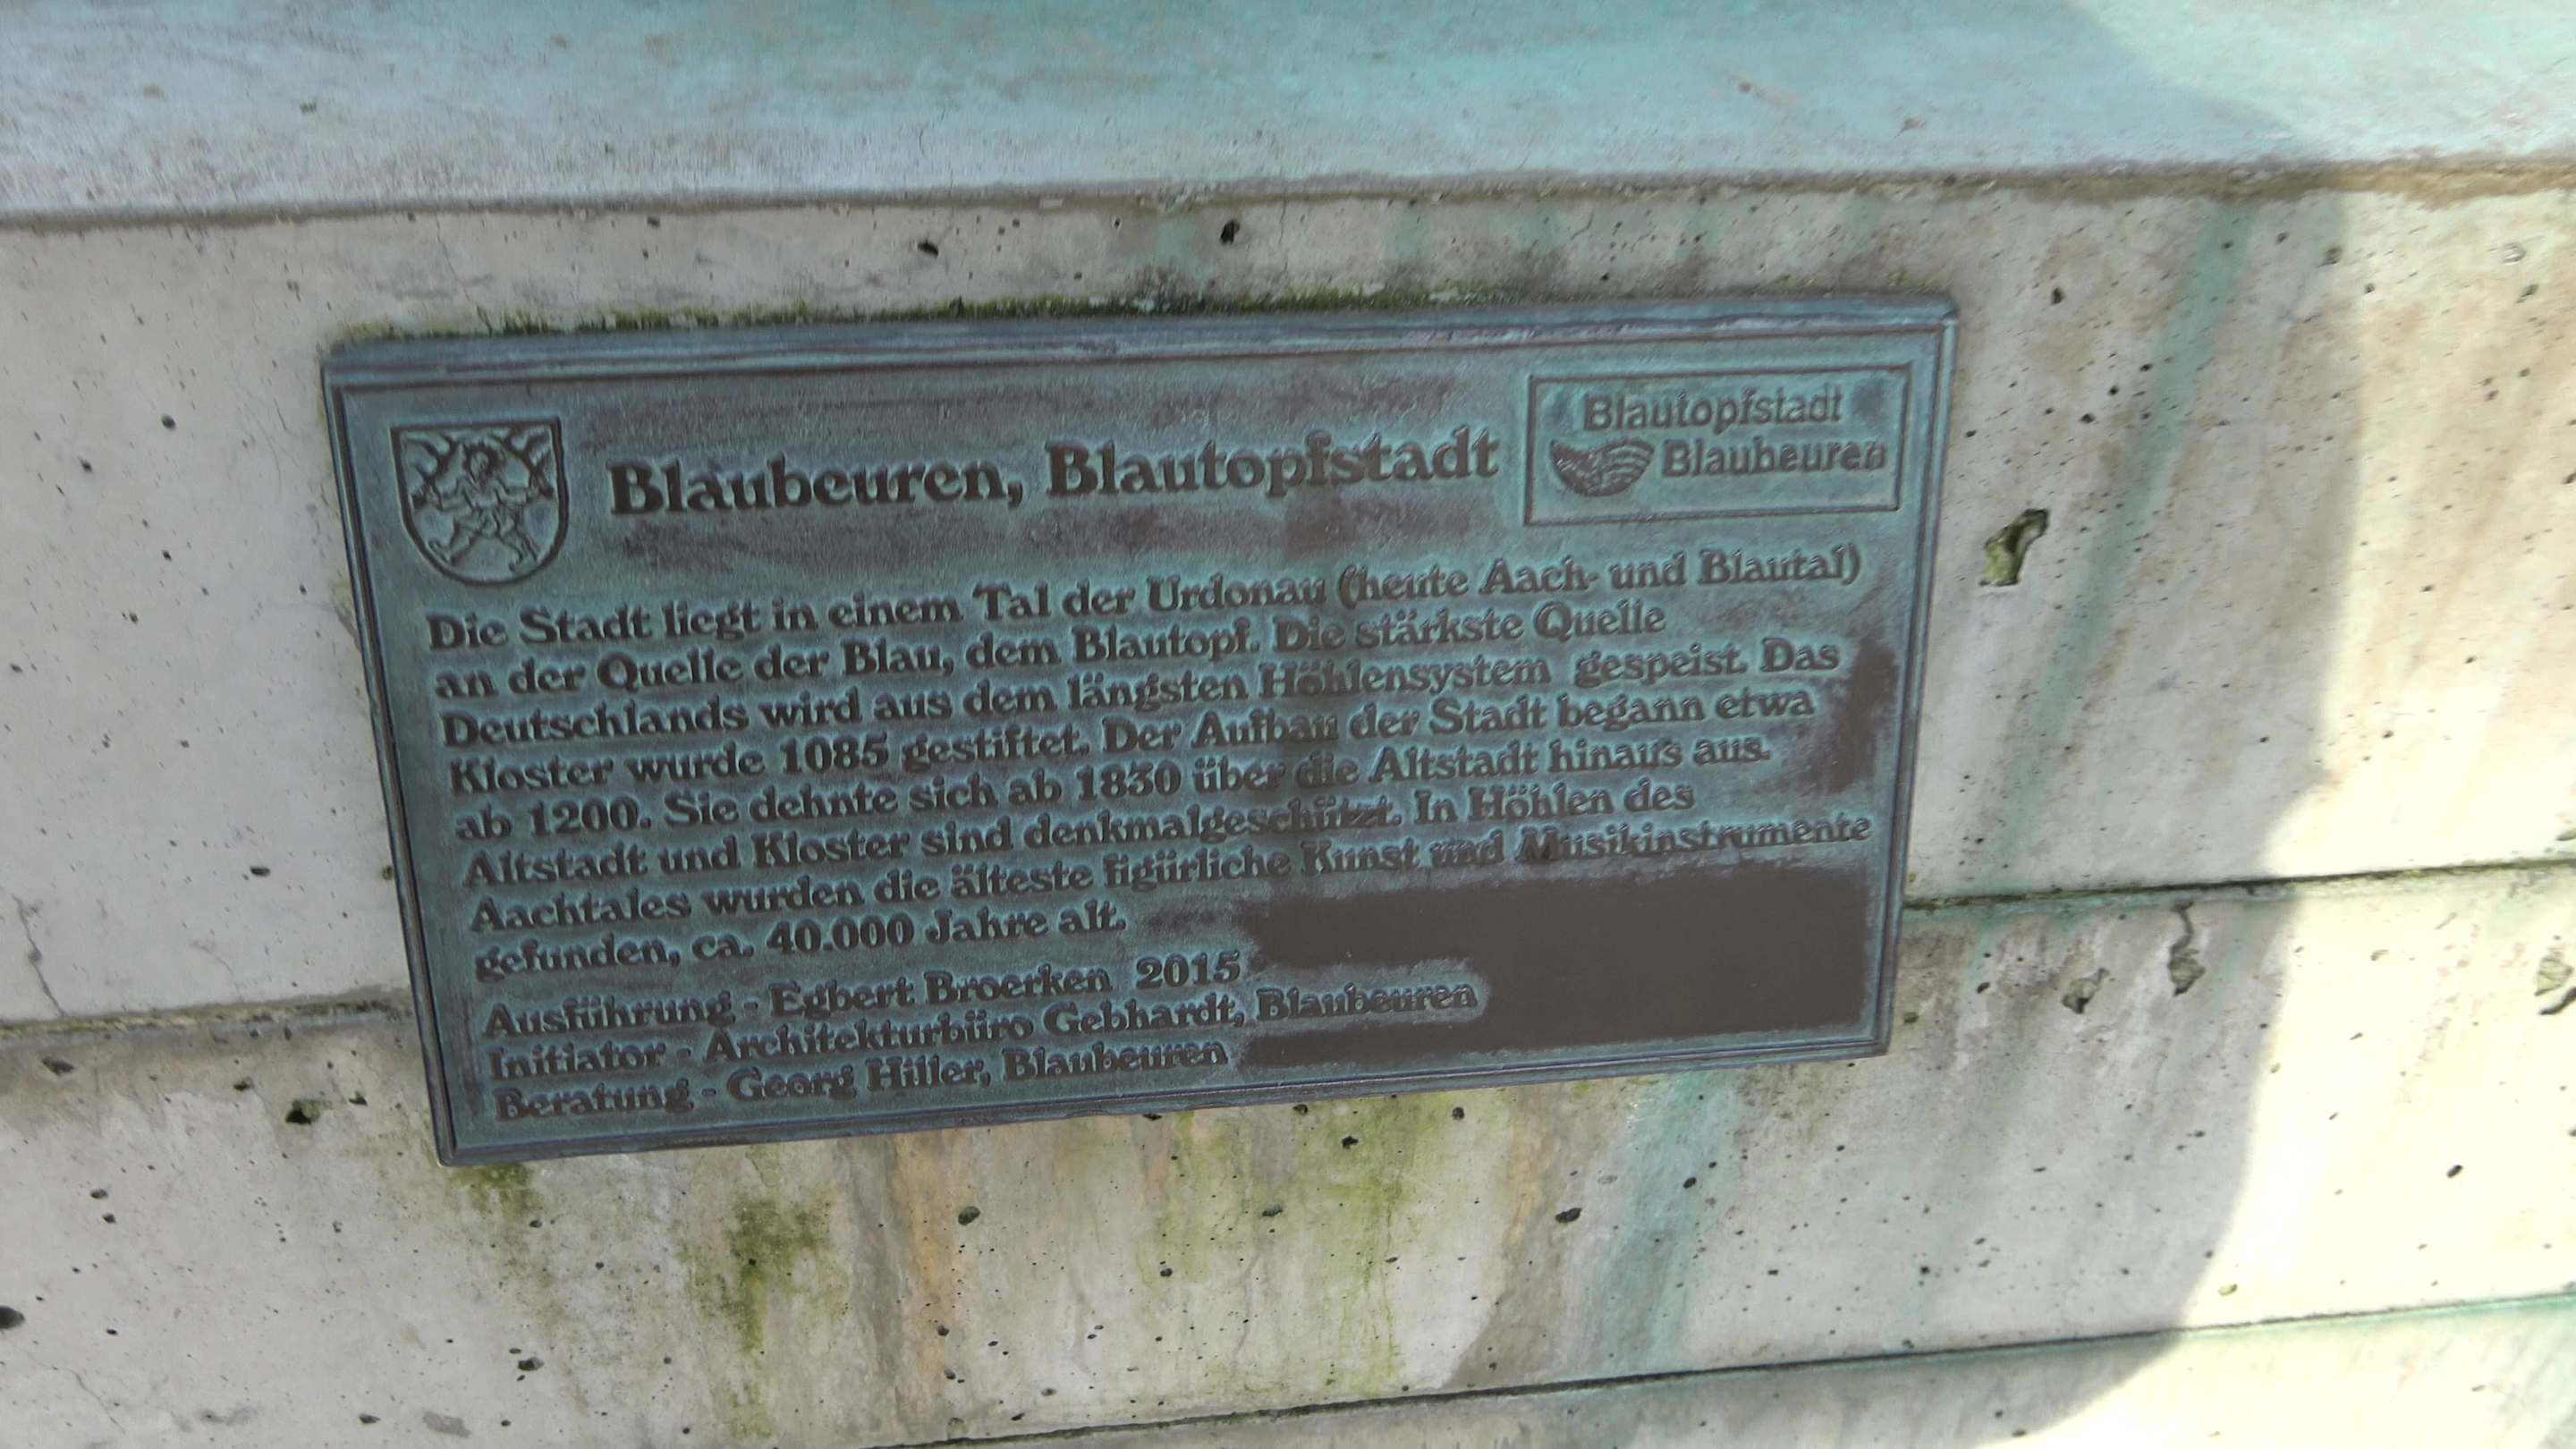 Blaubeuren, Blautopfstadt
Blautopfstadt
Blaubeuren
Die Stadt liegt in einem Tal der Urdonau (heute Aach- und Blautal)
an der Quelle der Blau, dem Blautopf. Die stärkste Quelle
Deutschlands wird aus dem längsten Höhlensystem gespeist. Das
Kloster wurde 1085 gestiftet. Der Aufbau der Stadt begann etwa
ab 1200. Sie dehnte sich ab 1830 über die Altstadt hinaus aus.
Altstadt und Kloster sind denkmalgeschützt. In Höhlen des
Aachtales wurden die älteste figürliche Kunst und Musikinstrumente
gefunden, ca. 40.000 Jahre alt.
Ausführung - Egbert Broerken 2015
Initiator - Architekturbüro Gebhardt, Blaubeuren
Beratung - Georg Hiller, Blaubeuren